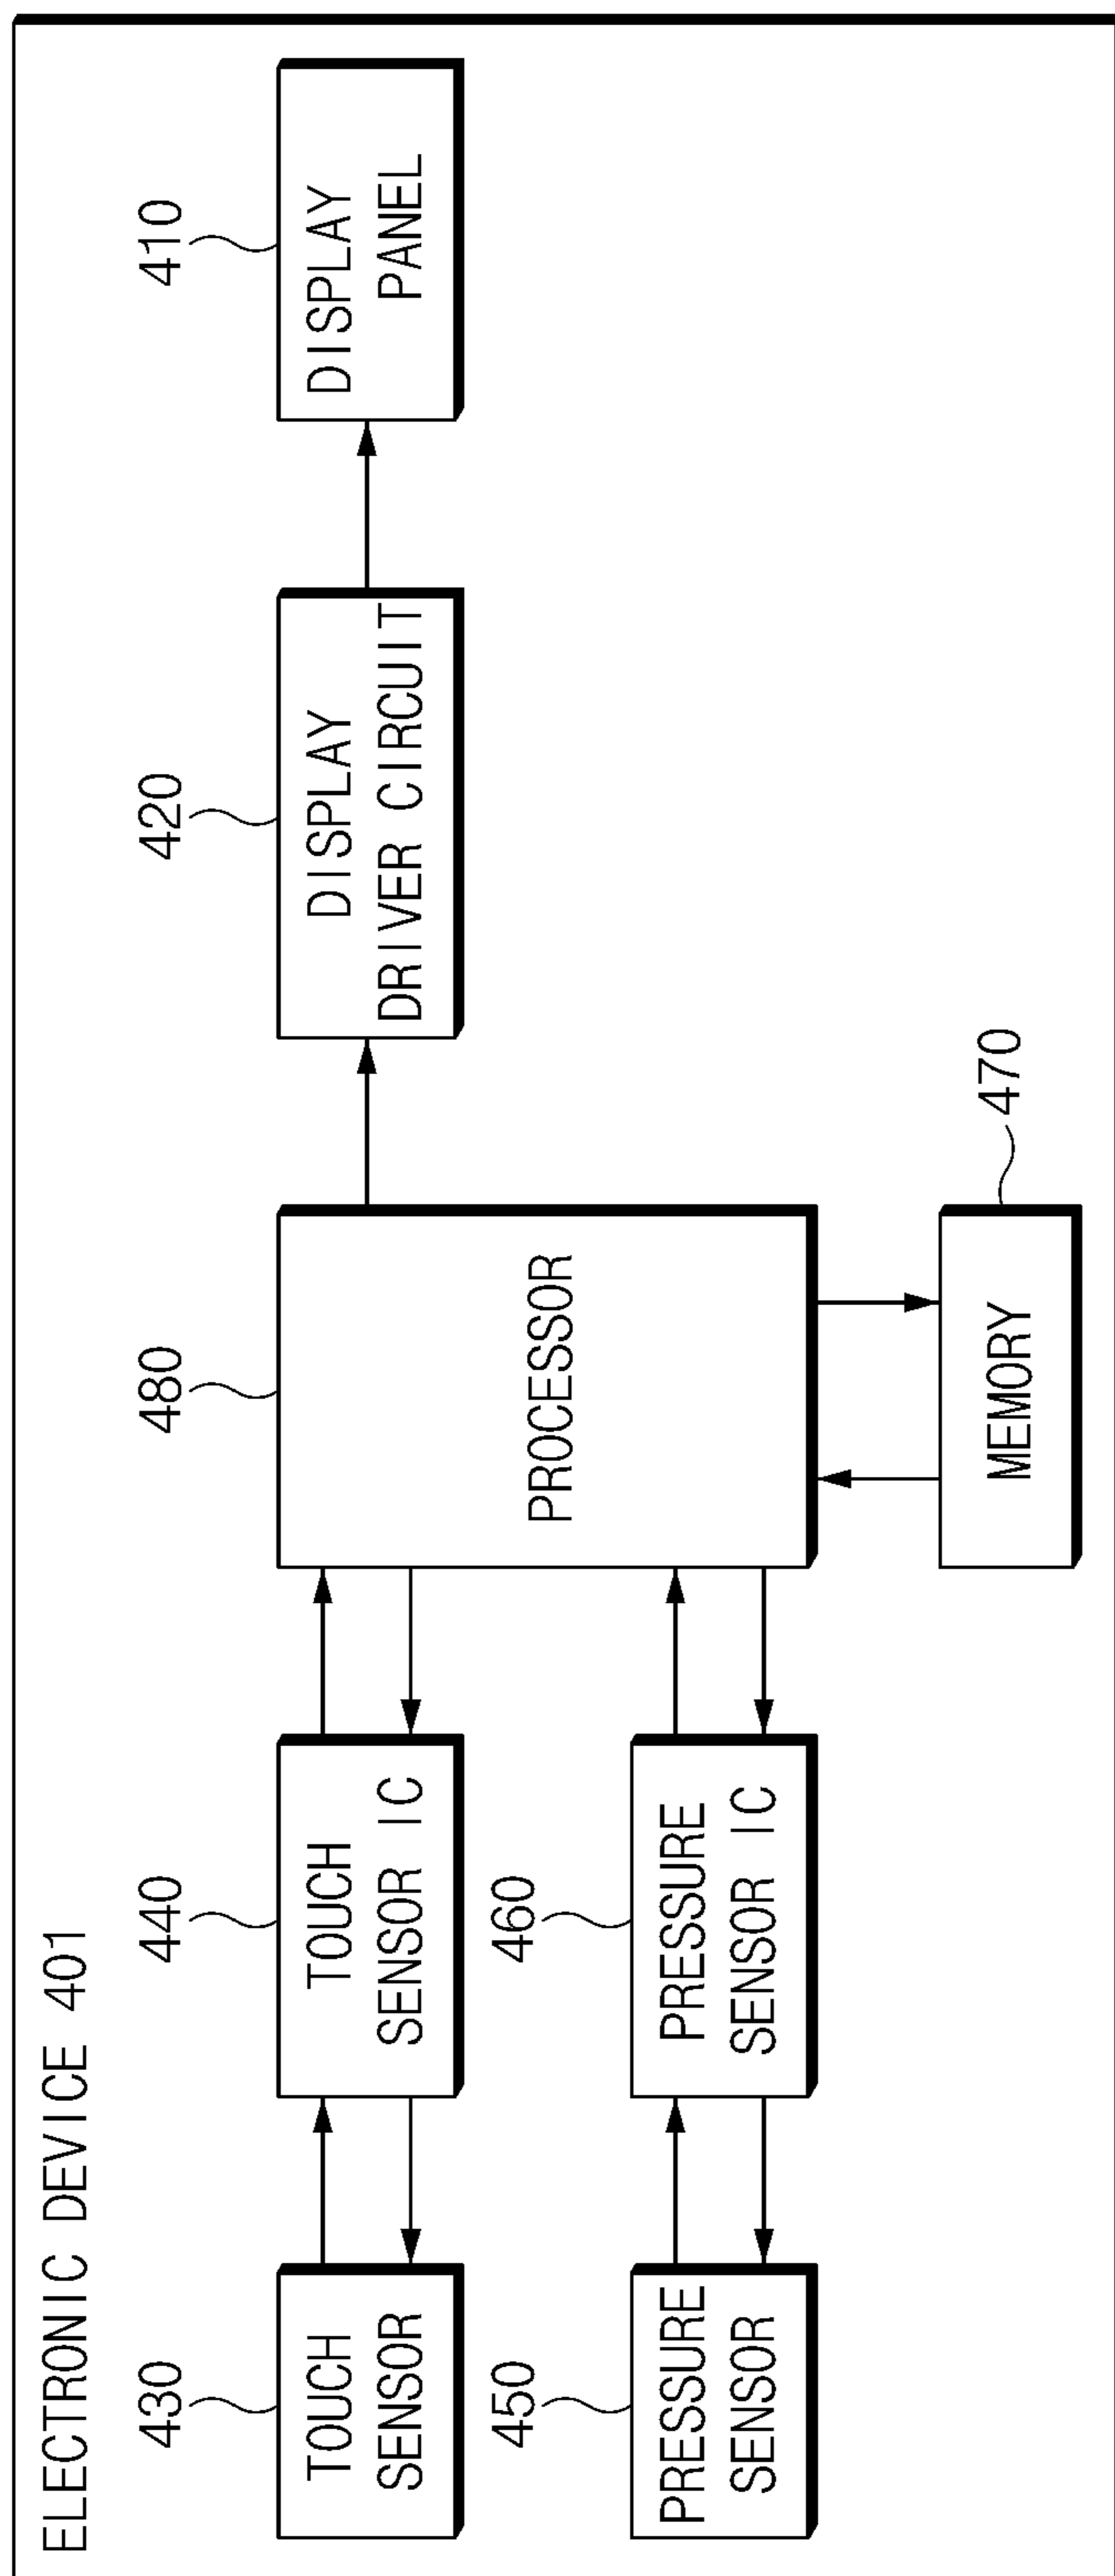 ELECTRONIC DEVICE 401
430
TOUCH
SENSOR
440
TOUCH
SENSOR IC
480
PROCESSOR
420
DISPLAY
DRIVER CIRCUIT
410
DISPLAY
PANEL
450
PRESSURE
SENSOR
460
PRESSURE
SENSOR IC
MEMORY
470